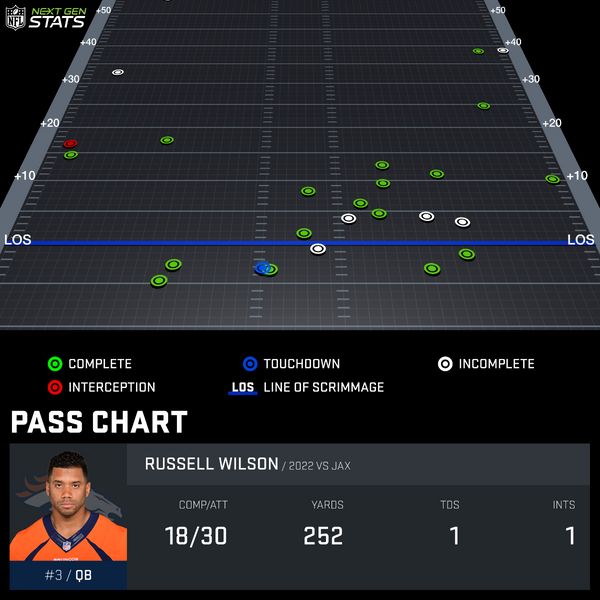 NFL NEXT GEN
STATS
+50 +50
+40 +40
+30 +30
+20 +20
+10 +10
LOS LOS
COMPLETE TOUCHDOWN INCOMPLETE
INTERCEPTION LOS LINE OF SCRIMMAGE
PASS CHART
RUSSELL WILSON / 2022 VS JAX
COMP/ATT YARDS TDS INTS
18/30 252 1 1
#3 / QB